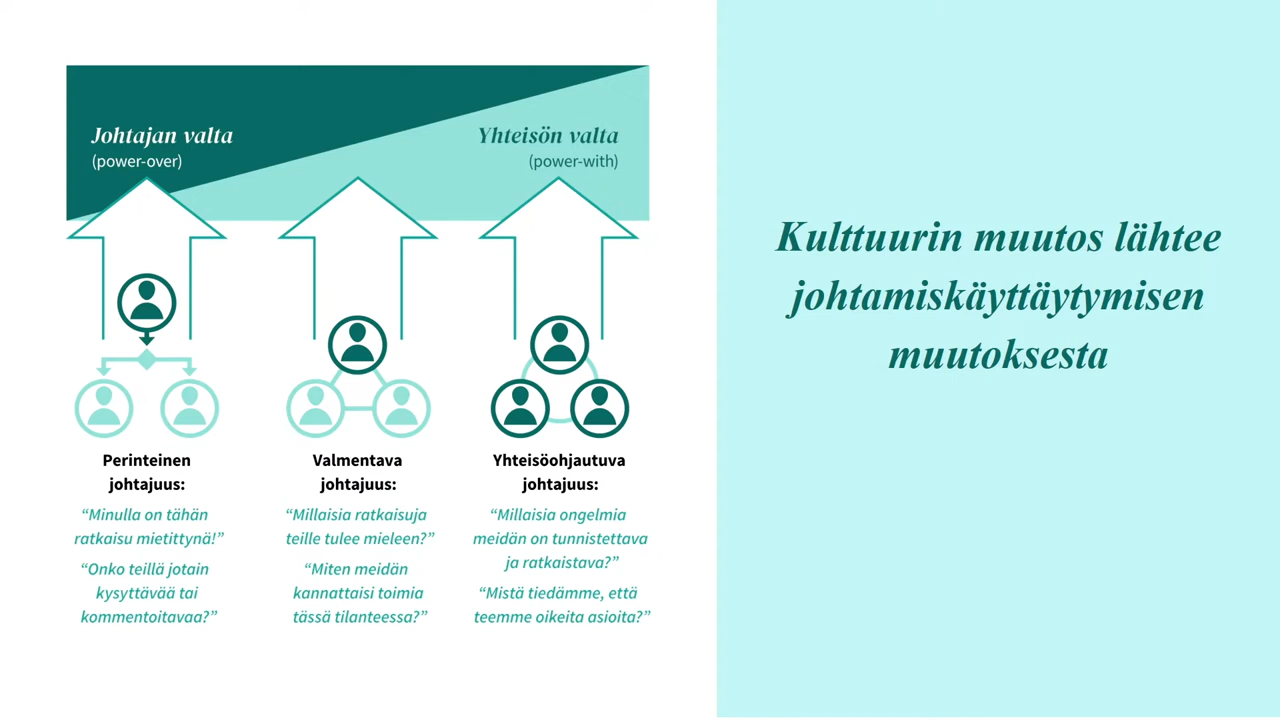 Johtajan valta
(power-over)
Yhteisön valta
(power-with)
Perinteinen
johtajuus:
“Minulla on tähän
ratkaisu mietittynä!”
“Onko teillä jotain
kysyttävää tai
kommentoitavaa?”
Valmentava
johtajuus:
“Millaisia ratkaisuja
teille tulee mieleen?”
“Miten meidän
kannattaisi toimia
tässä tilanteessa?”
Yhteisöohjautuva
johtajuus:
“Millaisia ongelmia
meidän on tunnistettava
ja ratkaistava?”
“Mistä tiedämme, että
teemme oikeita asioita?”
Kulttuurin muutos lähtee
johtamiskäyttäytymisen
muutoksesta